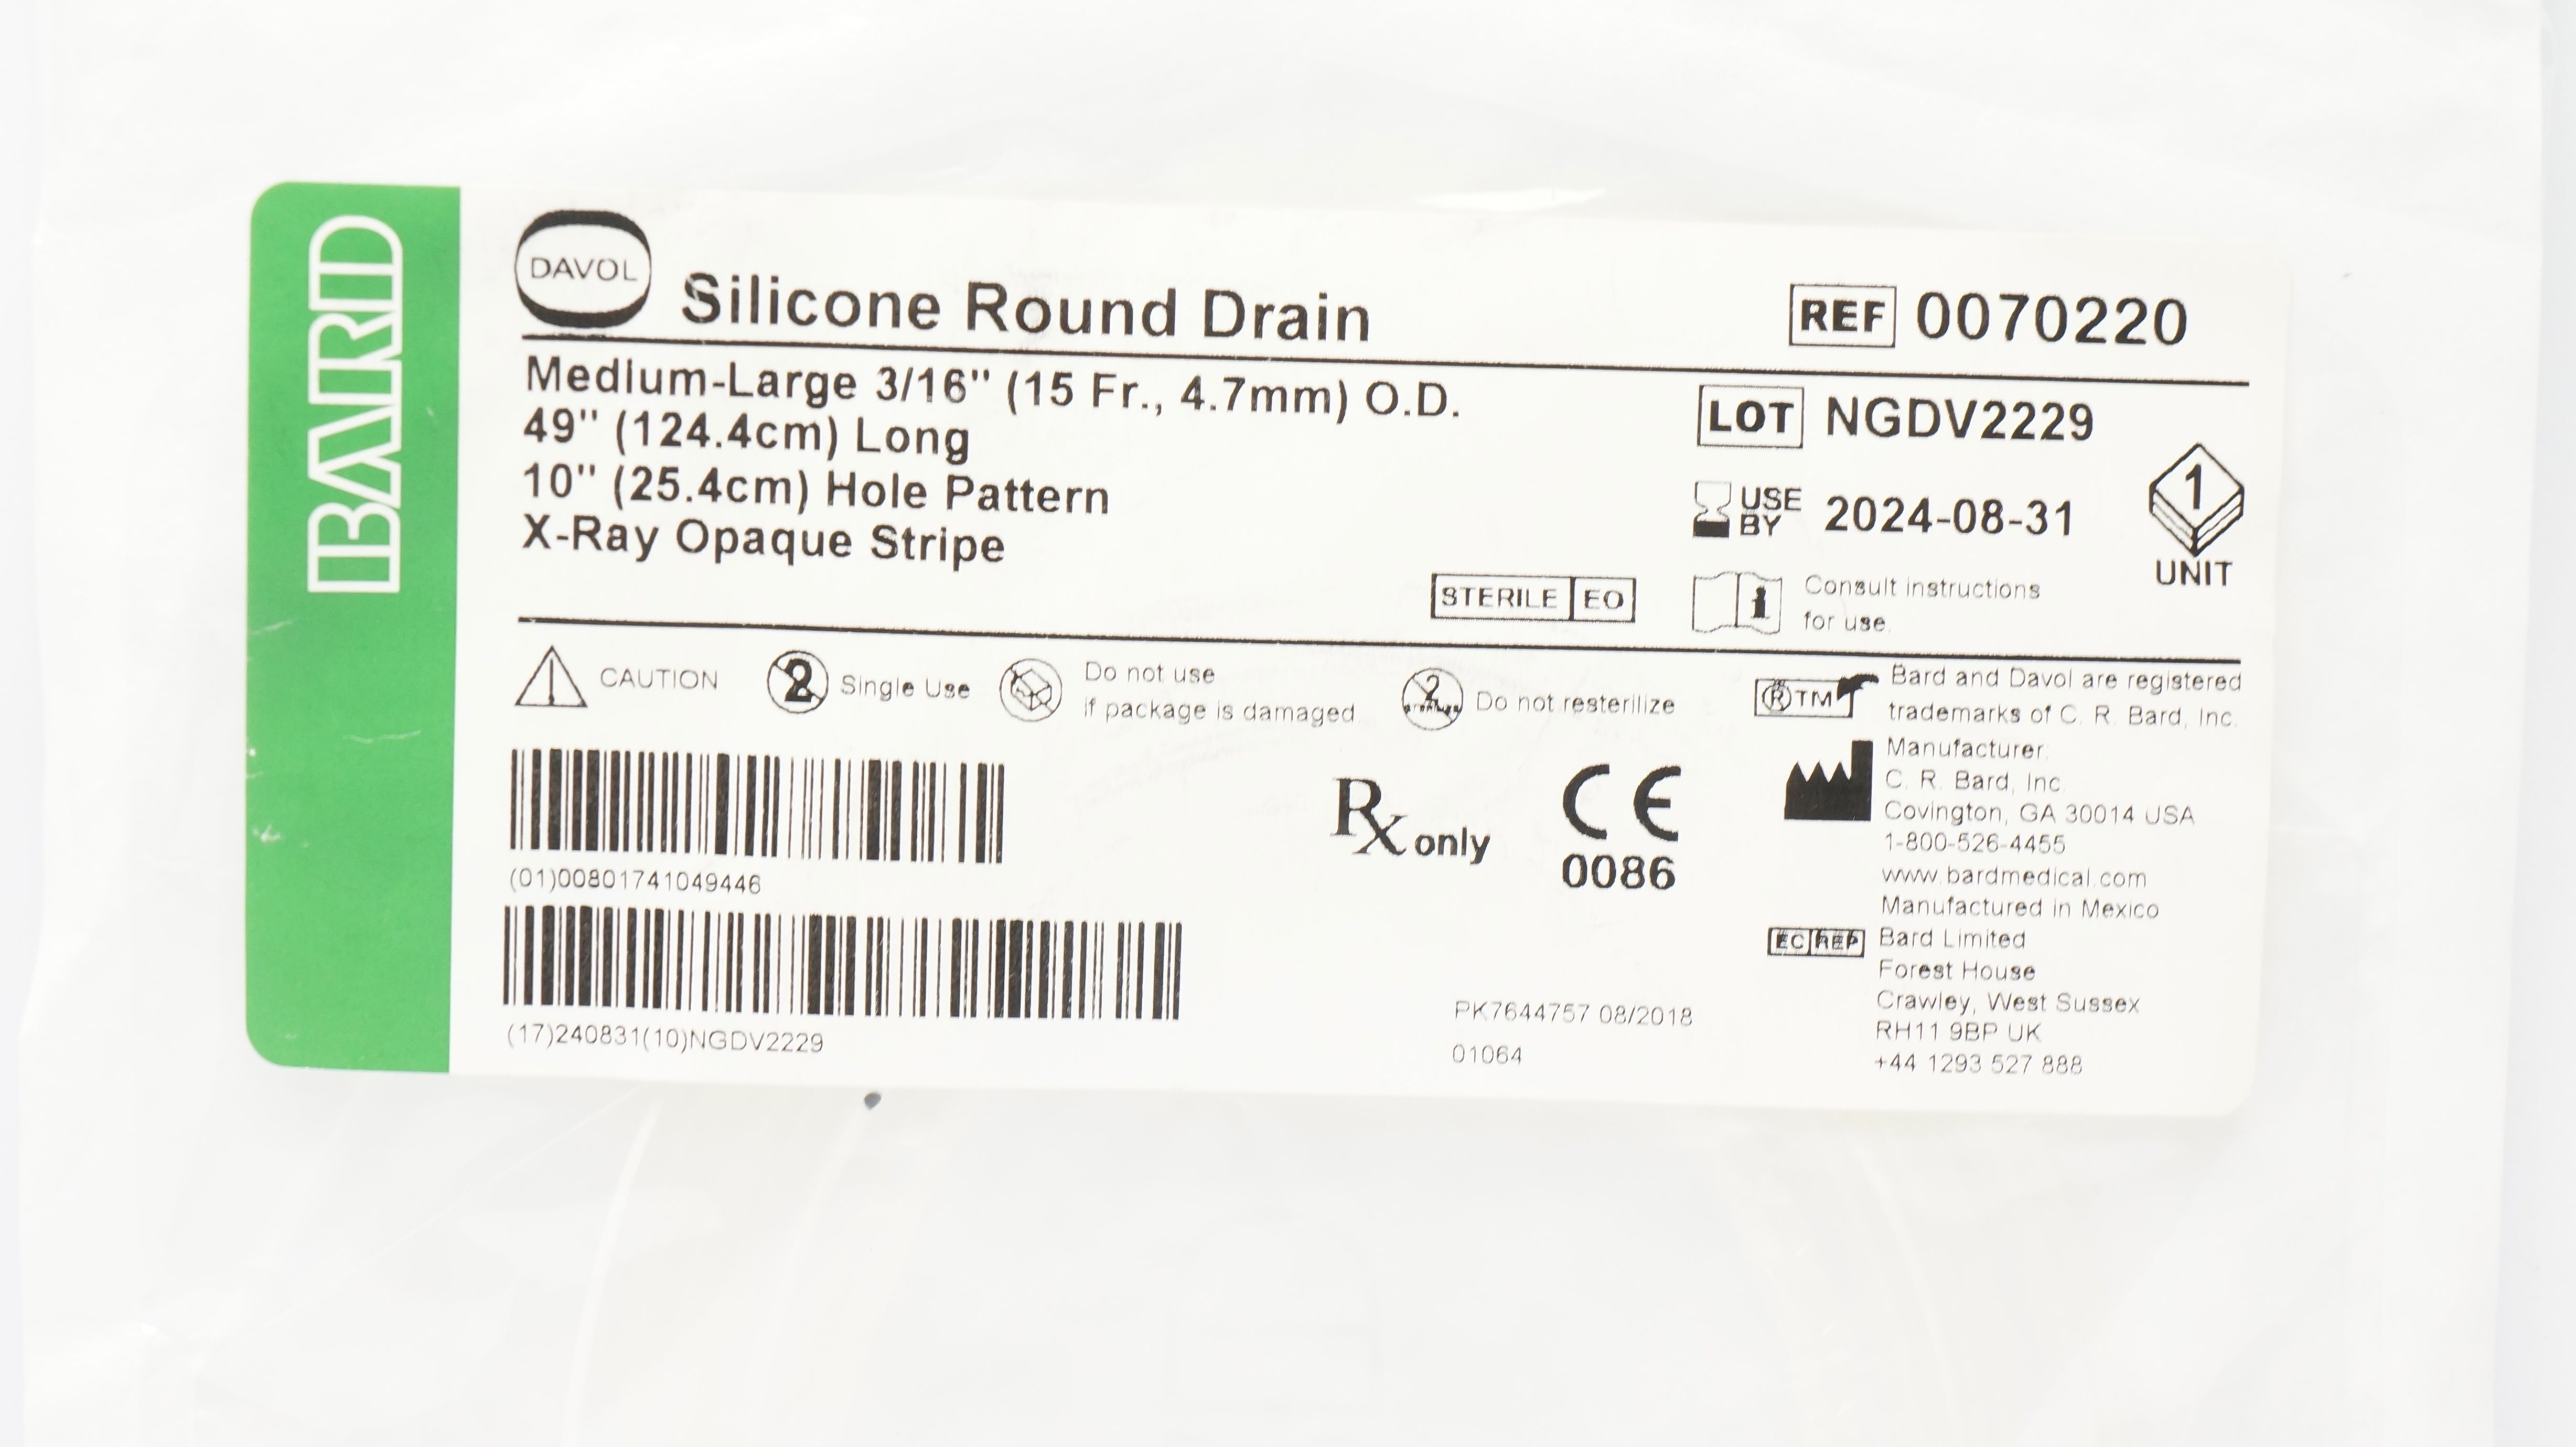 BARD
DAVOL
Silicone Round Drain
REF 0070220
Medium-Large 3/16" (15 Fr., 4.7mm) O.D.
49" (124.4cm) Long
10" (25.4cm) Hole Pattern
X-Ray Opaque Stripe
LOT NGDV2229
USE BY 2024-08-31
1
UNIT
STERILE EO
Consult instructions
for use.
CAUTION
2 Single Use
Do not use
if package is damaged
2 Do not resterilize
® TM
Bard and Davol are registered
trademarks of C. R. Bard, Inc.
Manufacturer:
C. R. Bard, Inc.
Covington, GA 30014 USA
1-800-526-4455
www.bardmedical.com
Manufactured in Mexico
EC REP
Bard Limited
Forest House
Crawley, West Sussex
RH11 9BP UK
+44 1293 527 888
(01)00801741049446
Rx only
CE
0086
(17)240831(10)NGDV2229
PK7644757 08/2018
01064